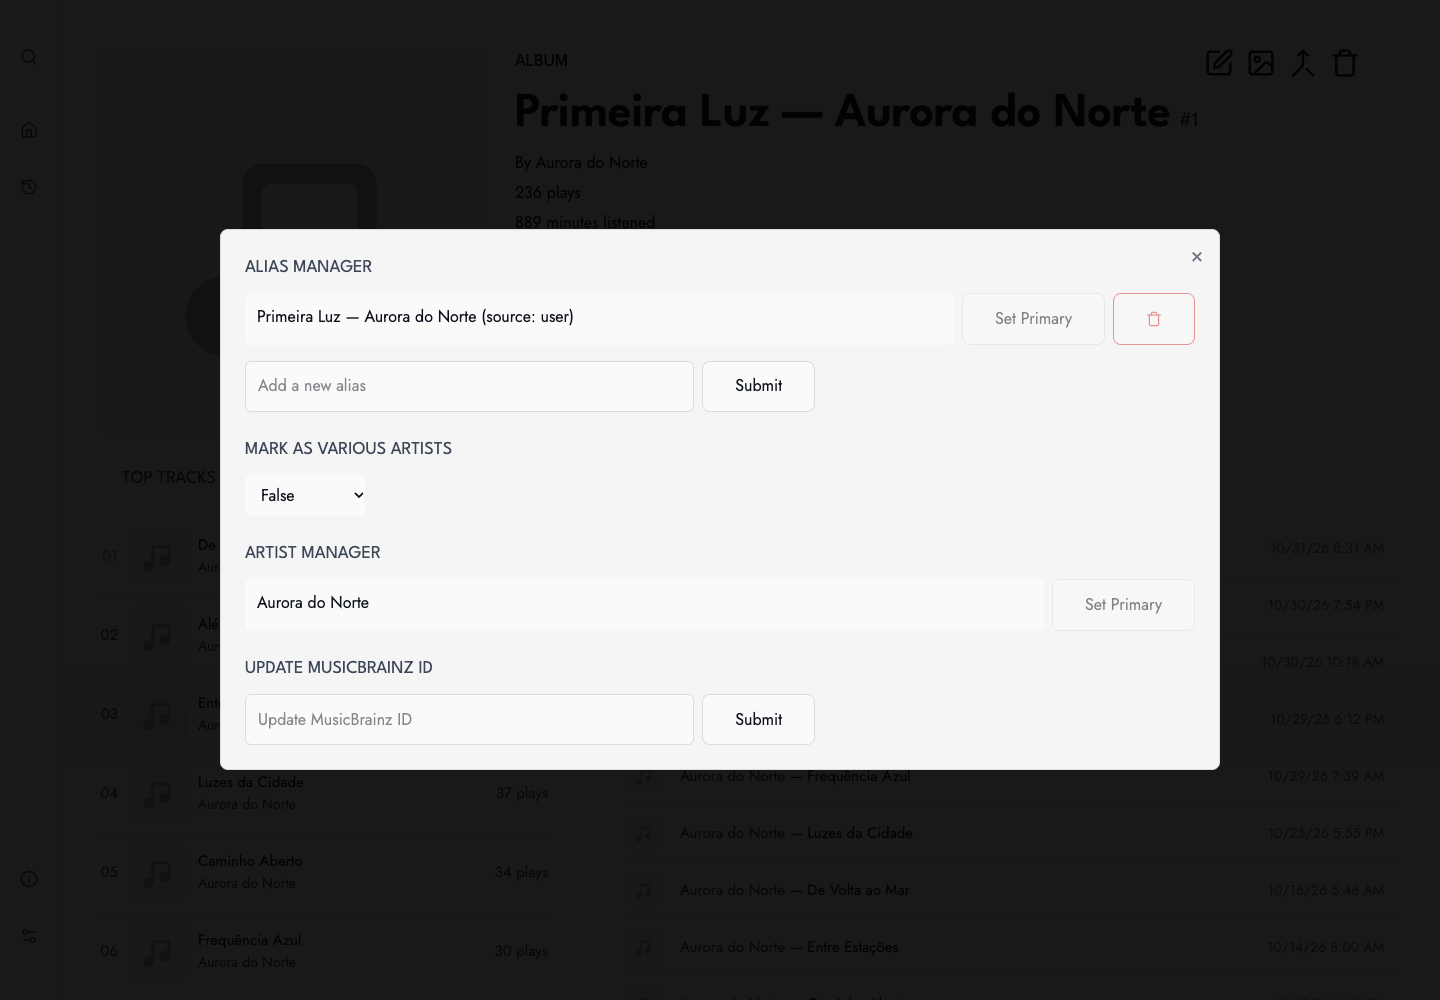 ALBUM
Primeira Luz — Aurora do Norte #1
By Aurora do Norte
236 plays
889 minutes listened
ALIAS MANAGER
×
Primeira Luz — Aurora do Norte (source: user)
Set Primary
Add a new alias
Submit
MARK AS VARIOUS ARTISTS
False
ARTIST MANAGER
Aurora do Norte
Set Primary
UPDATE MUSICBRAINZ ID
Update MusicBrainz ID
Submit
TOP TRACKS
01
De
02
03
04
Luzes da Cidade
Aurora do Norte
37 plays
05
Caminho Aberto
Aurora do Norte
34 plays
06
Frequência Azul
Aurora do Norte
30 plays
10/31/26 8:31 AM
10/30/26 7:54 PM
10/30/26 10:18 AM
10/29/26 6:12 PM
Aurora do Norte — Frequência Azul
10/29/26 7:39 AM
Aurora do Norte — Luzes da Cidade
10/25/26 5:55 PM
Aurora do Norte — De Volta ao Mar
10/16/26 5:48 AM
Aurora do Norte — Entre Estações
10/14/26 8:00 AM